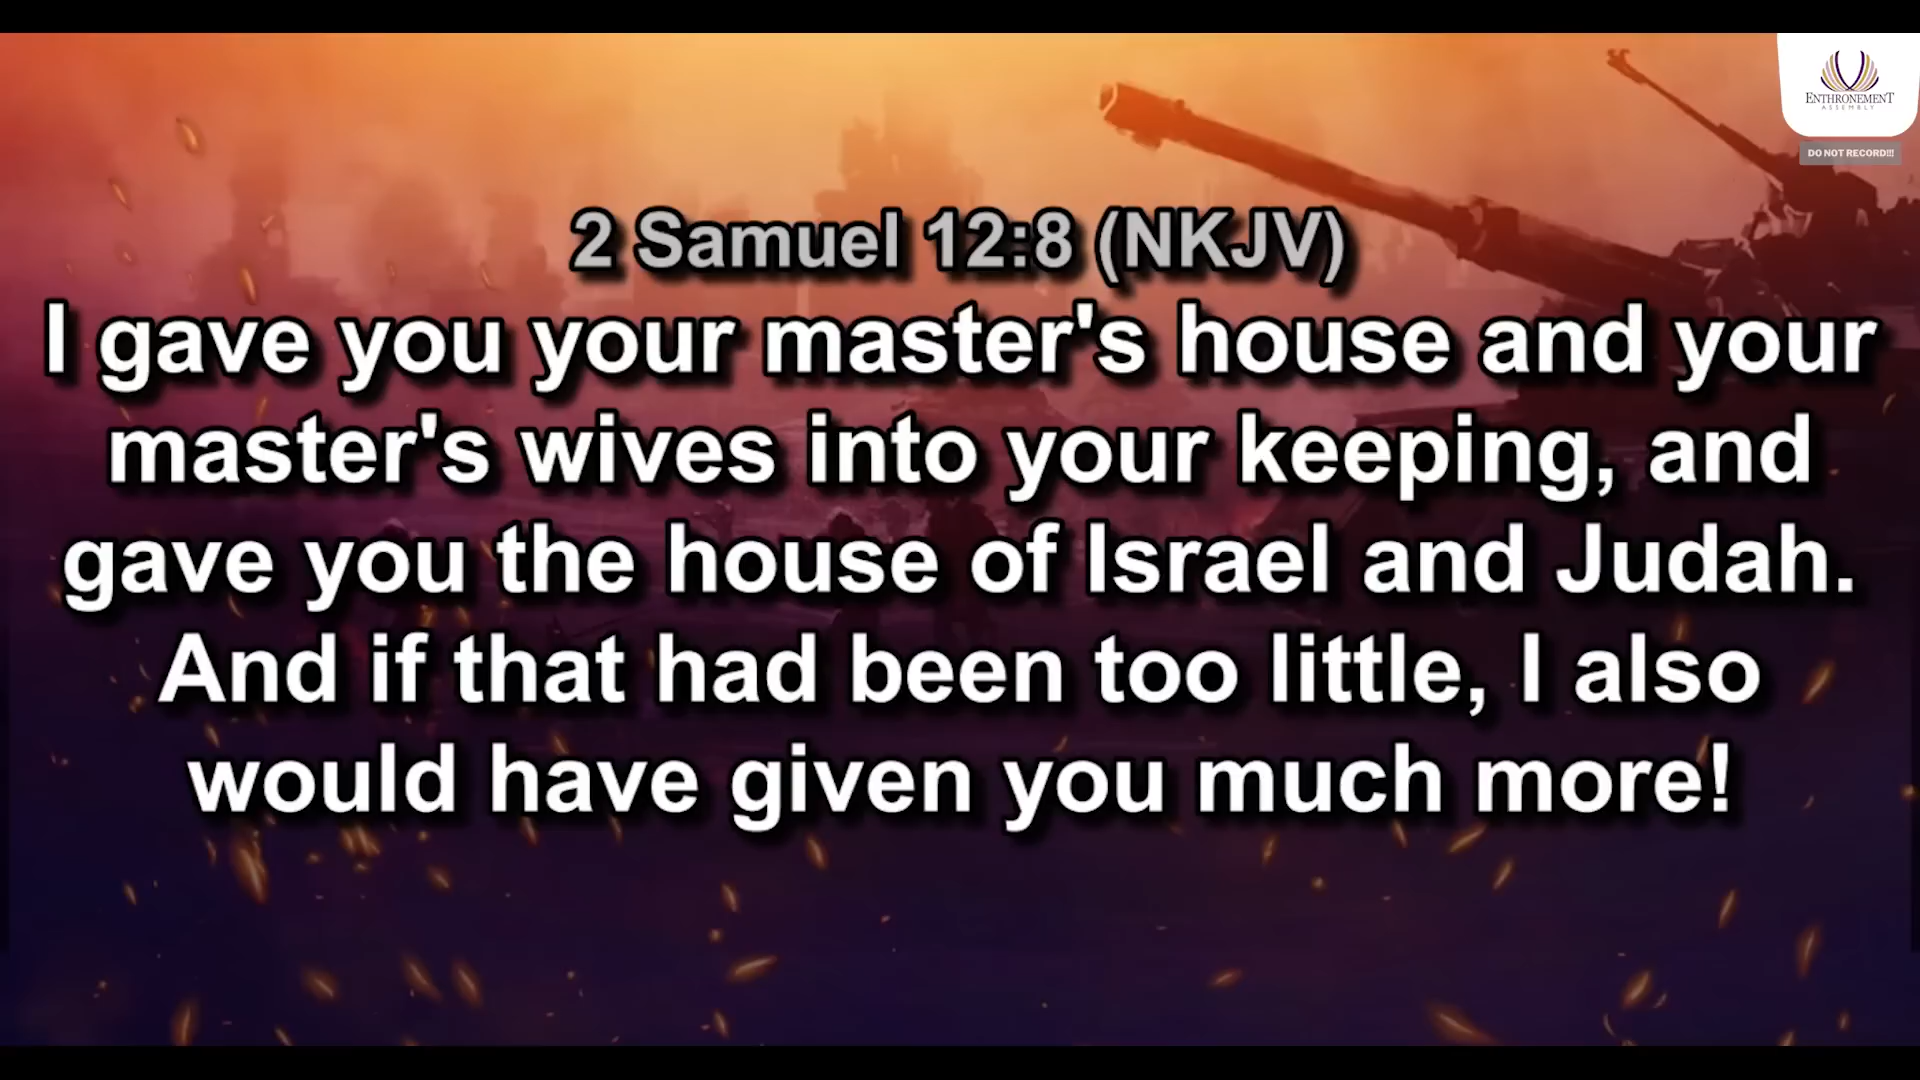 ENTHRONEMENT
ASSEMBLY
DO NOT RECORD!!!
2 Samuel 12:8 (NKJV)
I gave you your master's house and your
master's wives into your keeping, and
gave you the house of Israel and Judah.
And if that had been too little, I also
would have given you much more!